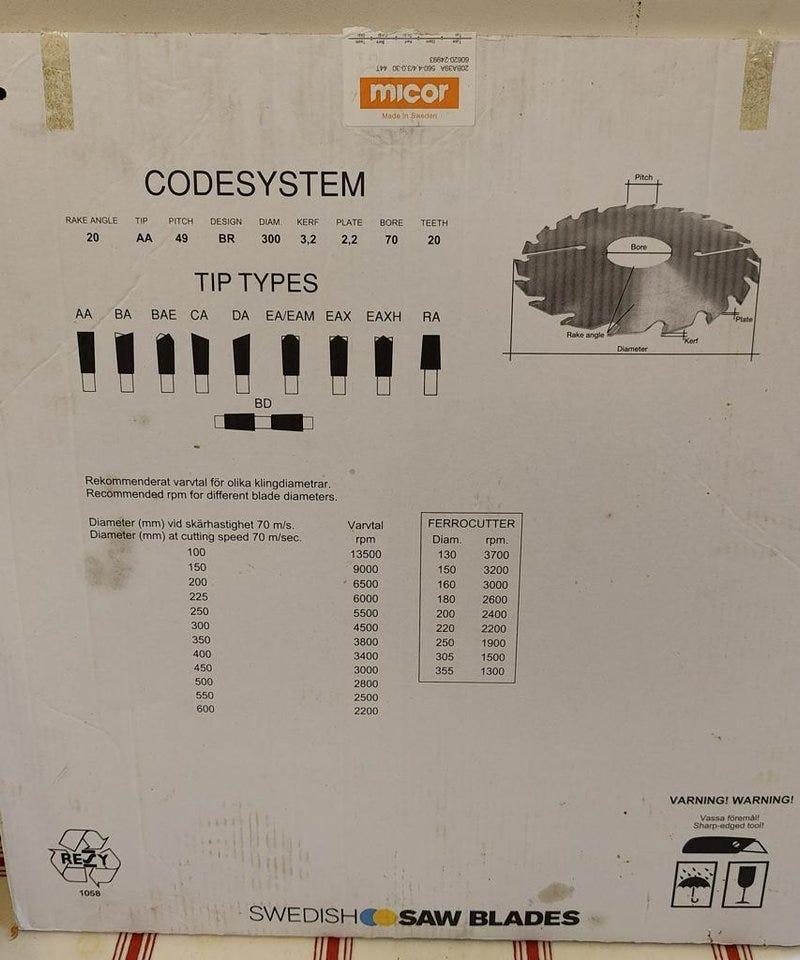 60620-24993
20BA39A 560-4,4/3,0-30 44T
micor
Made in Sweden
CODESYSTEM
RAKE ANGLE TIP PITCH DESIGN DIAM. KERF PLATE BORE TEETH
20 AA 49 BR 300 3,2 2,2 70 20
TIP TYPES
AA BA BAE CA DA EA/EAM EAX EAXH RA
BD
Pitch
Bore
Plate
Rake angle
Kerf
Diameter
Rekommenderat varvtal för olika klingdiametrar.
Recommended rpm for different blade diameters.
Diameter (mm) vid skärhastighet 70 m/s. Varvtal
Diameter (mm) at cutting speed 70 m/sec. rpm
100 13500
150 9000
200 6500
225 6000
250 5500
300 4500
350 3800
400 3400
450 3000
500 2800
550 2500
600 2200
FERROCUTTER
Diam. rpm.
130 3700
150 3200
160 3000
180 2600
200 2400
220 2200
250 1900
305 1500
355 1300
VARNING! WARNING!
Vassa föremål!
Sharp-edged tool!
RESY
1058
SWEDISH SAW BLADES